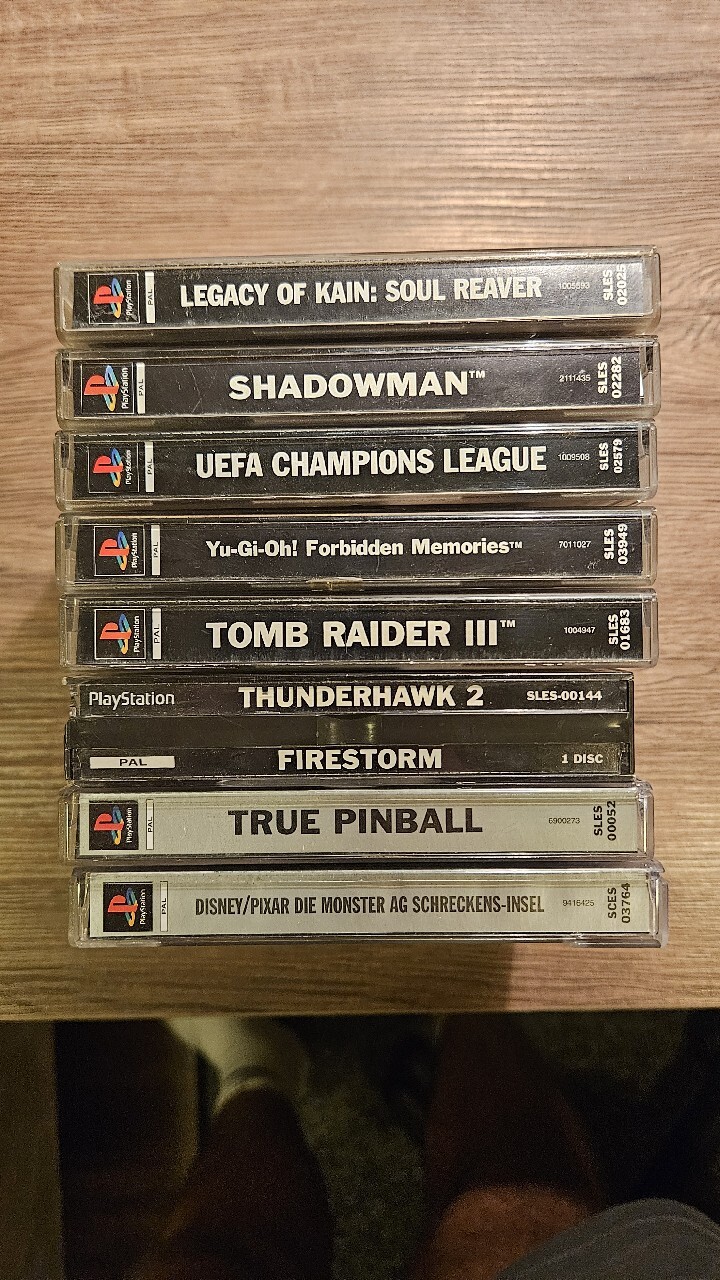 PlayStation PAL LEGACY OF KAIN: SOUL REAVER 1005593 SLES 02025
PlayStation PAL SHADOWMAN™ 2111435 SLES 02282
PlayStation PAL UEFA CHAMPIONS LEAGUE 1009508 SLES 02579
PlayStation PAL Yu-Gi-Oh! Forbidden Memories™ 7011027 SLES 03949
PlayStation PAL TOMB RAIDER III™ 1004947 SLES 01683
PlayStation THUNDERHAWK 2 SLES-00144
PAL FIRESTORM 1 DISC
PlayStation PAL TRUE PINBALL 6900273 SLES 00052
PlayStation PAL DISNEY/PIXAR DIE MONSTER AG SCHRECKENS-INSEL 9416425 SCES 03764